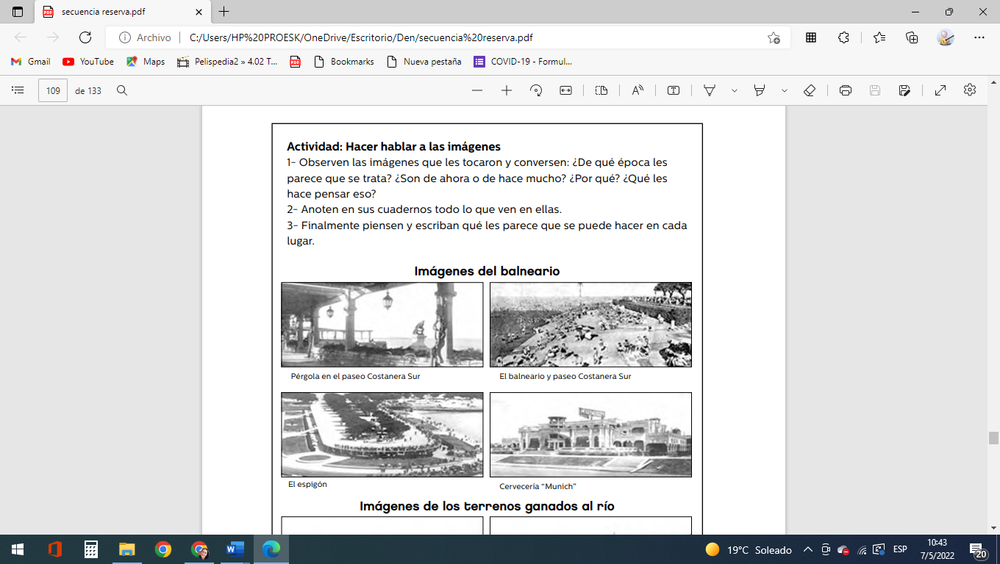 secuencia reserva.pdf
Archivo
C:/Users/HP%20PROESK/OneDrive/Escritorio/Den/secuencia%20reserva.pdf
Gmail
YouTube
Maps
Pelispedia2 » 4.02 T...
PDF
Bookmarks
Nueva pestaña
COVID-19 - Formul...
109
de 133
Actividad: Hacer hablar a las imágenes
1- Observen las imágenes que les tocaron y conversen: ¿De qué época les
parece que se trata? ¿Son de ahora o de hace mucho? ¿Por qué? ¿Qué les
hace pensar eso?
2- Anoten en sus cuadernos todo lo que ven en ellas.
3- Finalmente piensen y escriban qué les parece que se puede hacer en cada
lugar.
Imágenes del balneario
Pérgola en el paseo Costanera Sur
El balneario y paseo Costanera Sur
El espigón
Cervecería “Munich”
Imágenes de los terrenos ganados al río
19°C Soleado
ESP
10:43
7/5/2022
20